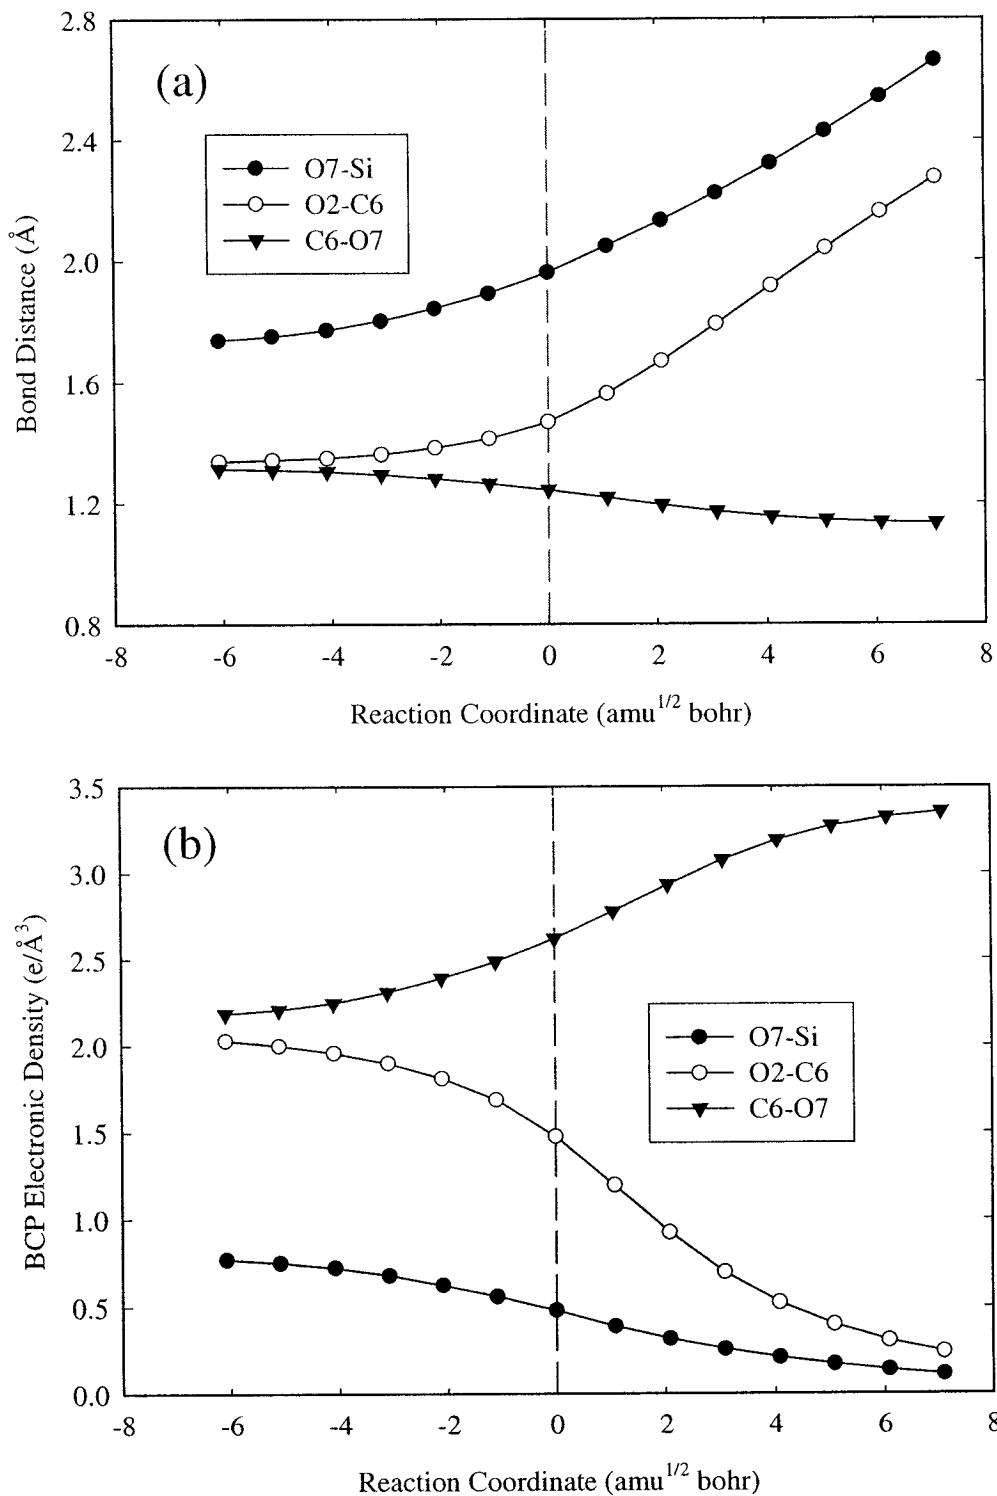 (a)
O7-Si
O2-C6
C6-O7
Bond Distance (Å)
2.8
2.4
2.0
1.6
1.2
0.8
-8 -6 -4 -2 0 2 4 6 8
Reaction Coordinate (amu1/2 bohr)
(b)
O7-Si
O2-C6
C6-O7
BCP Electronic Density (e/Å3)
3.5
3.0
2.5
2.0
1.5
1.0
0.5
0.0
-8 -6 -4 -2 0 2 4 6 8
Reaction Coordinate (amu1/2 bohr)